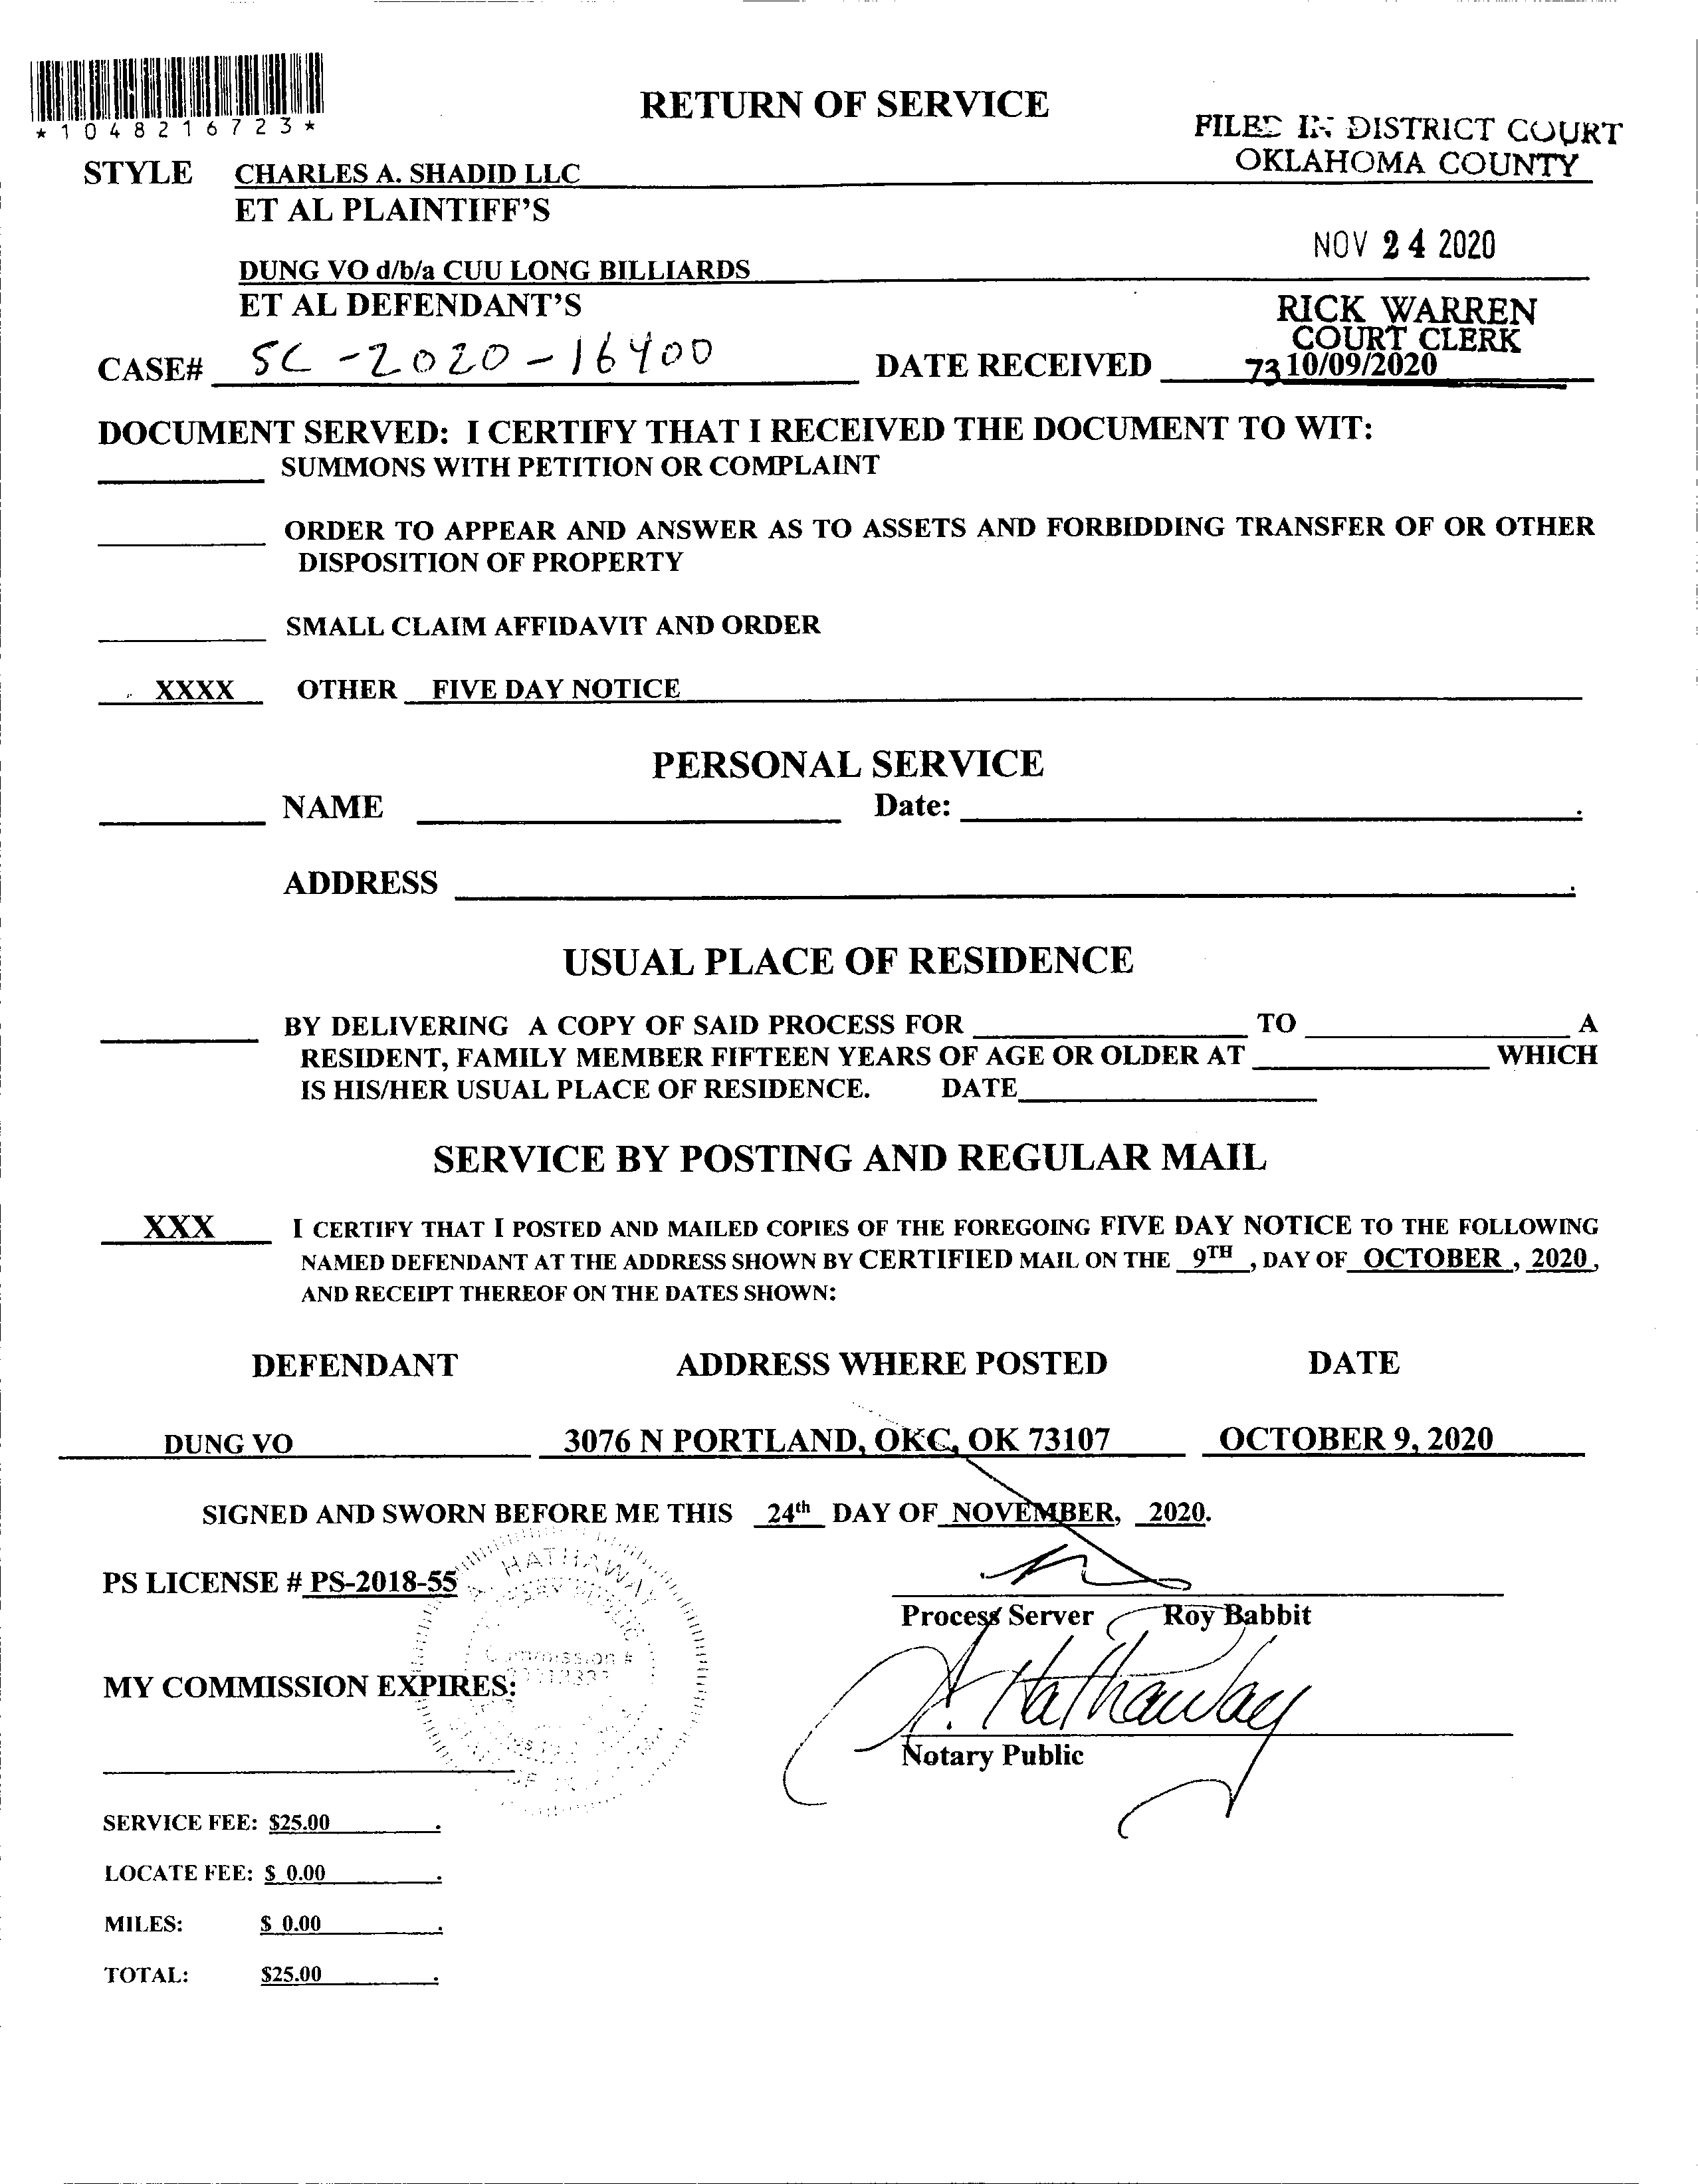 *1048216723*
RETURN OF SERVICE
FILED IN DISTRICT COURT
OKLAHOMA COUNTY
STYLE CHARLES A. SHADID LLC
ET AL PLAINTIFF'S
NOV 24 2020
DUNG VO d/b/a CUU LONG BILLIARDS
ET AL DEFENDANT'S
RICK WARREN
COURT CLERK
CASE# SC-2020-16400 DATE RECEIVED 73 10/09/2020
DOCUMENT SERVED: I CERTIFY THAT I RECEIVED THE DOCUMENT TO WIT:
SUMMONS WITH PETITION OR COMPLAINT
ORDER TO APPEAR AND ANSWER AS TO ASSETS AND FORBIDDING TRANSFER OF OR OTHER
DISPOSITION OF PROPERTY
SMALL CLAIM AFFIDAVIT AND ORDER
XXXX OTHER FIVE DAY NOTICE
PERSONAL SERVICE
NAME Date: .
ADDRESS .
USUAL PLACE OF RESIDENCE
BY DELIVERING A COPY OF SAID PROCESS FOR TO A
RESIDENT, FAMILY MEMBER FIFTEEN YEARS OF AGE OR OLDER AT WHICH
IS HIS/HER USUAL PLACE OF RESIDENCE. DATE
SERVICE BY POSTING AND REGULAR MAIL
XXX I CERTIFY THAT I POSTED AND MAILED COPIES OF THE FOREGOING FIVE DAY NOTICE TO THE FOLLOWING
NAMED DEFENDANT AT THE ADDRESS SHOWN BY CERTIFIED MAIL ON THE 9TH , DAY OF OCTOBER , 2020 ,
AND RECEIPT THEREOF ON THE DATES SHOWN:
DEFENDANT ADDRESS WHERE POSTED DATE
DUNG VO 3076 N PORTLAND, OKC, OK 73107 OCTOBER 9, 2020
SIGNED AND SWORN BEFORE ME THIS 24th DAY OF NOVEMBER, 2020.
A. HATHAWAY
PS LICENSE # PS-2018-55
Process Server Roy Babbit
Commission #
A. Hathaway
MY COMMISSION EXPIRES:
Notary Public
SERVICE FEE: $25.00 .
LOCATE FEE: $ 0.00 .
MILES: $ 0.00 .
TOTAL: $25.00 .